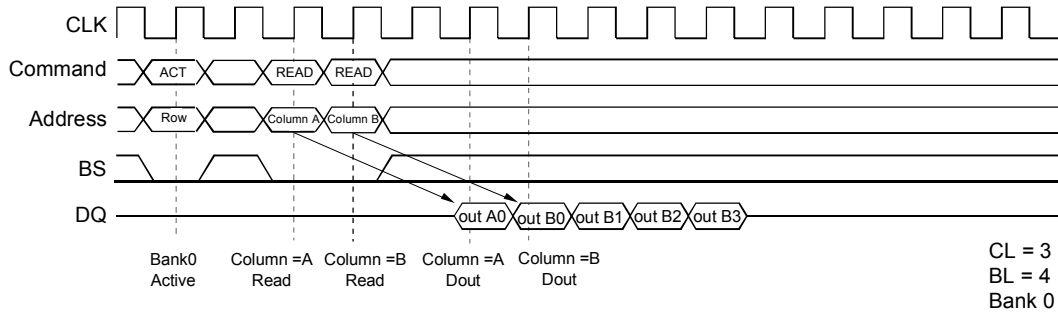 CLK
Command ACT READ READ
Address Row Column A Column B
BS
DQ out A0 out B0 out B1 out B2 out B3
Bank0 Column =A Column =B Column =A Column =B
Active Read Read Dout Dout
CL = 3
BL = 4
Bank 0